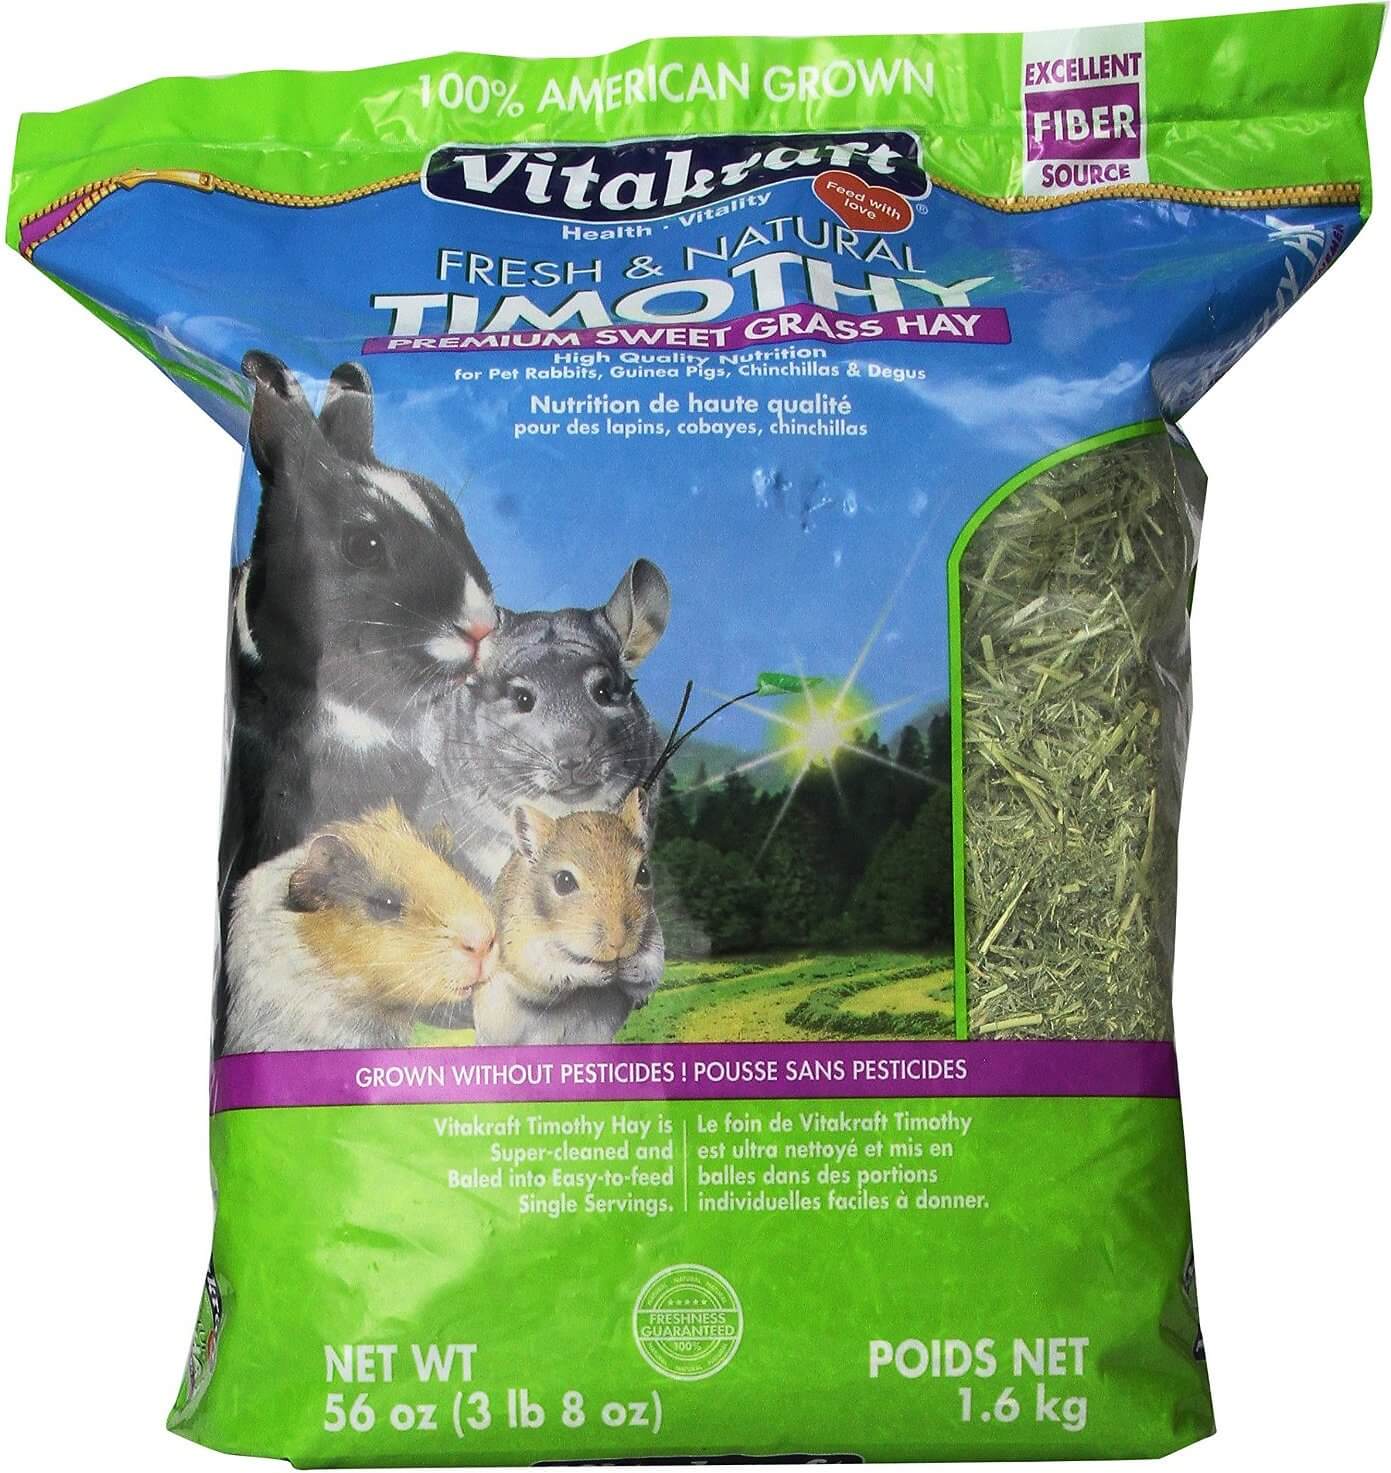 100% AMERICAN GROWN
EXCELLENT
FIBER
SOURCE
Vitakraft
Feed with
love
®
Health · Vitality
FRESH & NATURAL
TIMOTHY
PREMIUM SWEET GRASS HAY
High Quality Nutrition
for Pet Rabbits, Guinea Pigs, Chinchillas & Degus
Nutrition de haute qualité
pour des lapins, cobayes, chinchillas
GROWN WITHOUT PESTICIDES ! POUSSE SANS PESTICIDES
Vitakraft Timothy Hay is
Super-cleaned and
Baled into Easy-to-feed
Single Servings.
Le foin de Vitakraft Timothy
est ultra nettoyé et mis en
balles dans des portions
individuelles faciles à donner.
FRESHNESS
GUARANTEED
100%
NET WT
56 oz (3 lb 8 oz)
POIDS NET
1.6 kg